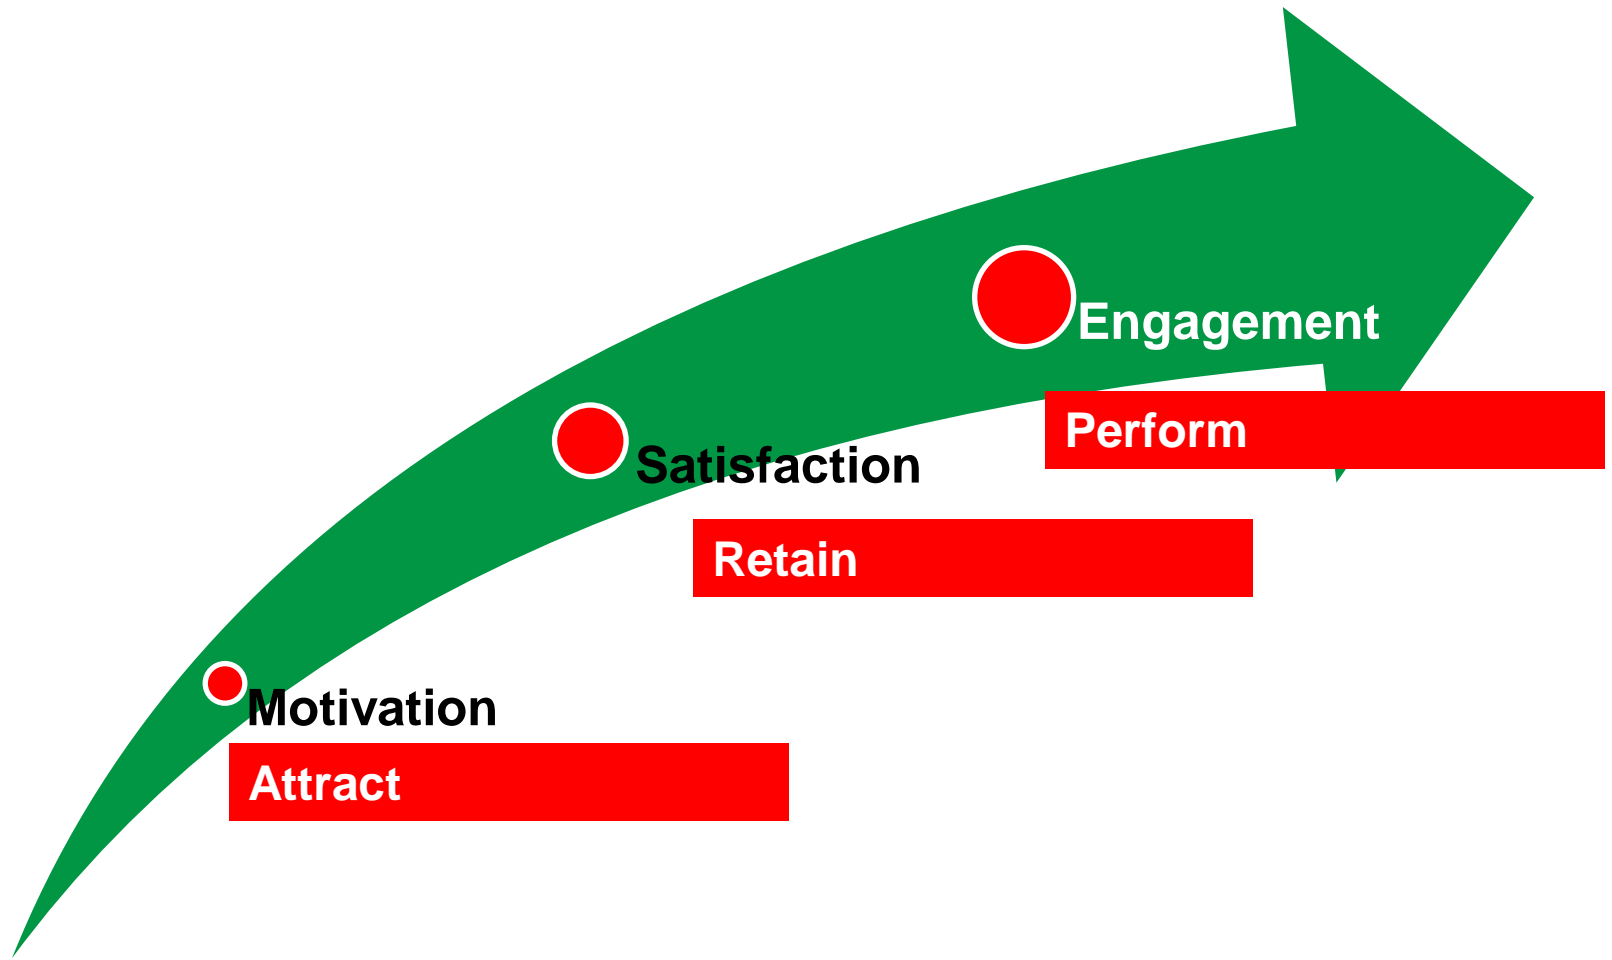 Engagement
Perform
Satisfaction
Retain
Motivation
Attract